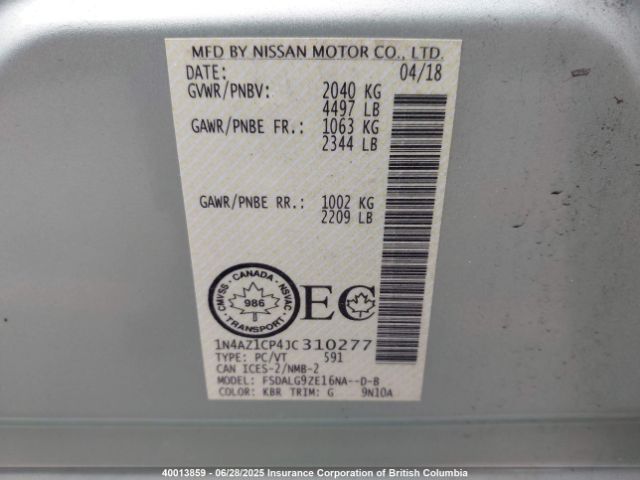 MFD BY NISSAN MOTOR CO., LTD.
DATE: 04/18
GVWR/PNBV: 2040 KG
4497 LB
GAWR/PNBE FR.: 1063 KG
2344 LB
GAWR/PNBE RR.: 1002 KG
2209 LB
CANADA
CMVSS NSVAC
986
TRANSPORT
EC
1N4AZ1CP4JC310277
TYPE: PC/VT 591
CAN ICES-2/NMB-2
MODEL: FSDALG9ZE16NA--D-B
COLOR: KBR TRIM: G 9N10A
40013859 - 06/28/2025 Insurance Corporation of British Columbia